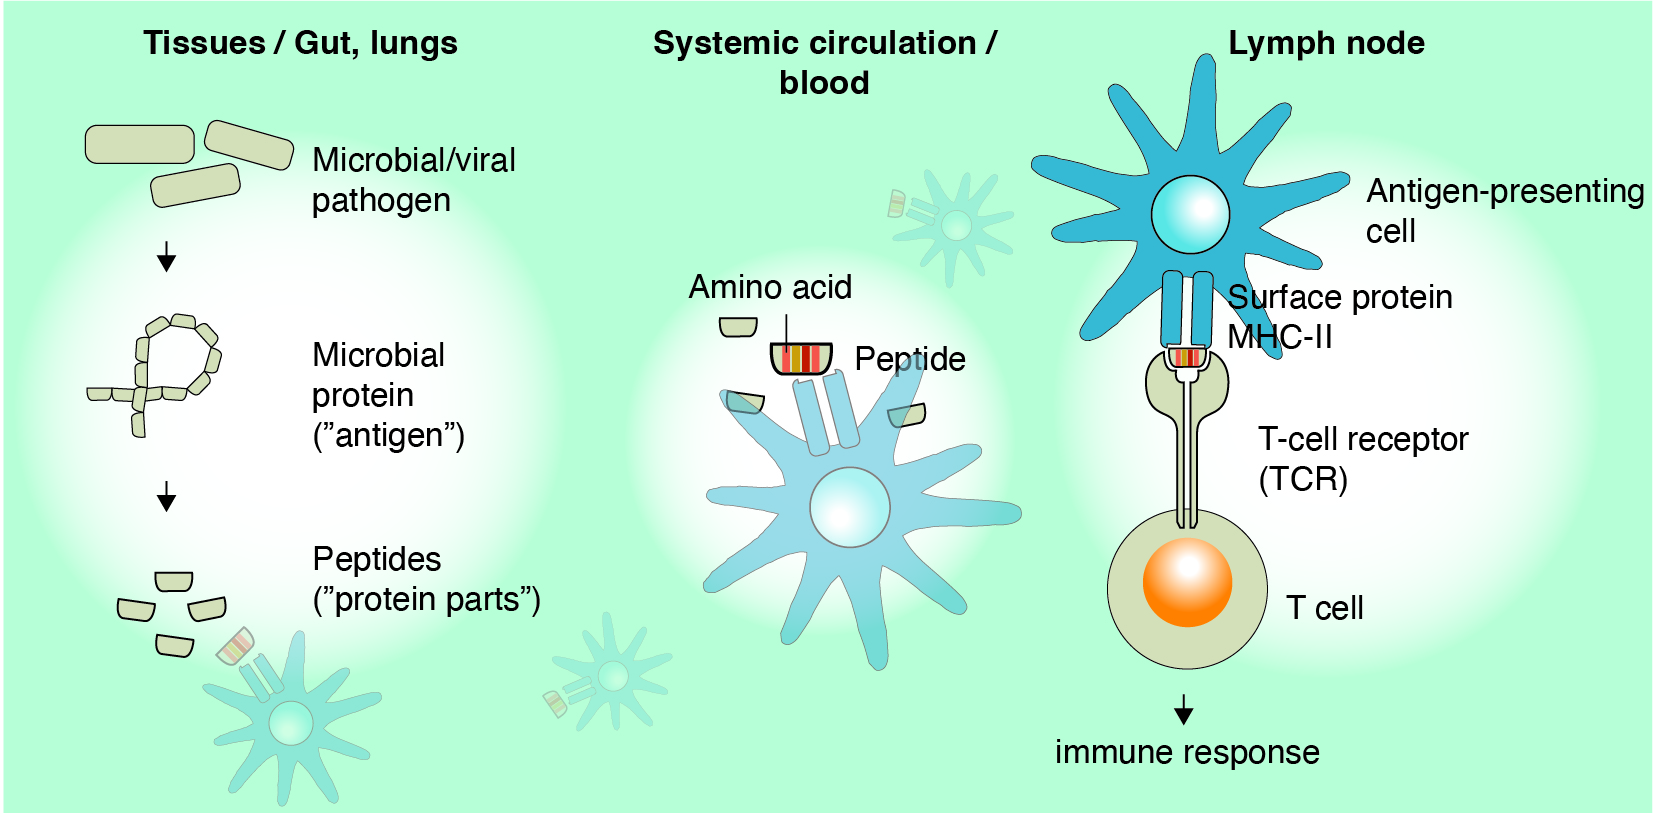 Tissues / Gut, lungs
Microbial/viral
pathogen
Microbial
protein
(”antigen”)
Peptides
(”protein parts”)
Systemic circulation /
blood
Amino acid
Peptide
Lymph node
Antigen-presenting
cell
Surface protein
MHC-II
T-cell receptor
(TCR)
T cell
immune response